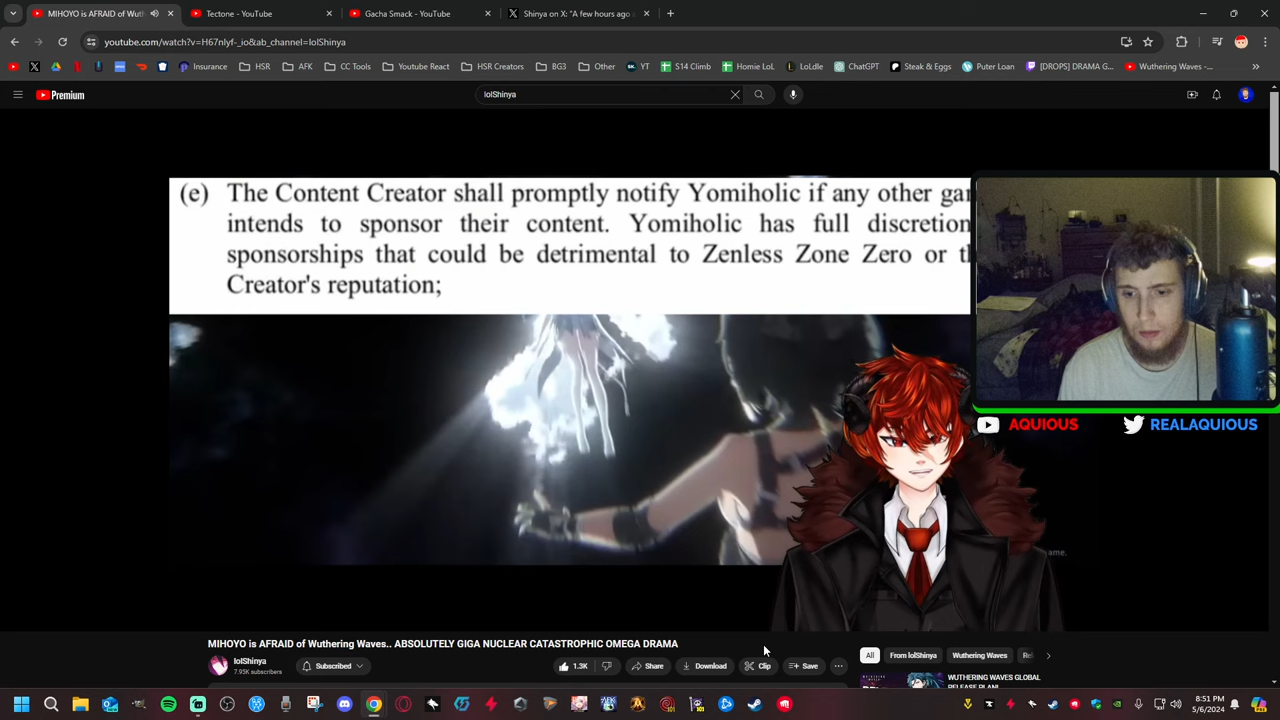 MIHOYO is AFRAID of Wuth
Tectone - YouTube
Gacha Smack - YouTube
Shinya on X: "A few hours ago
youtube.com/watch?v=H67nlyf-_io&ab_channel=lolShinya
Insurance
HSR
AFK
CC Tools
Youtube React
HSR Creators
BG3
Other
YT
S14 Climb
Homie LoL
LoLdle
ChatGPT
Steak & Eggs
Puter Loan
[DROPS] DRAMA G...
Wuthering Waves -...
Premium
lolShinya
(e) The Content Creator shall promptly notify Yomiholic if any other
intends to sponsor their content. Yomiholic has full discretion
sponsorships that could be detrimental to Zenless Zone Zero or
Creator's reputation;
AQUIOUS
REALAQUIOUS
ame.
MIHOYO is AFRAID of Wuthering Waves.. ABSOLUTELY GIGA NUCLEAR CATASTROPHIC OMEGA DRAMA
lolShinya
7.95K subscribers
Subscribed
1.3K
Share
Download
Clip
Save
All
From lolShinya
Wuthering Waves
WUTHERING WAVES GLOBAL
RELEASE PLAN!
8:51 PM
5/6/2024